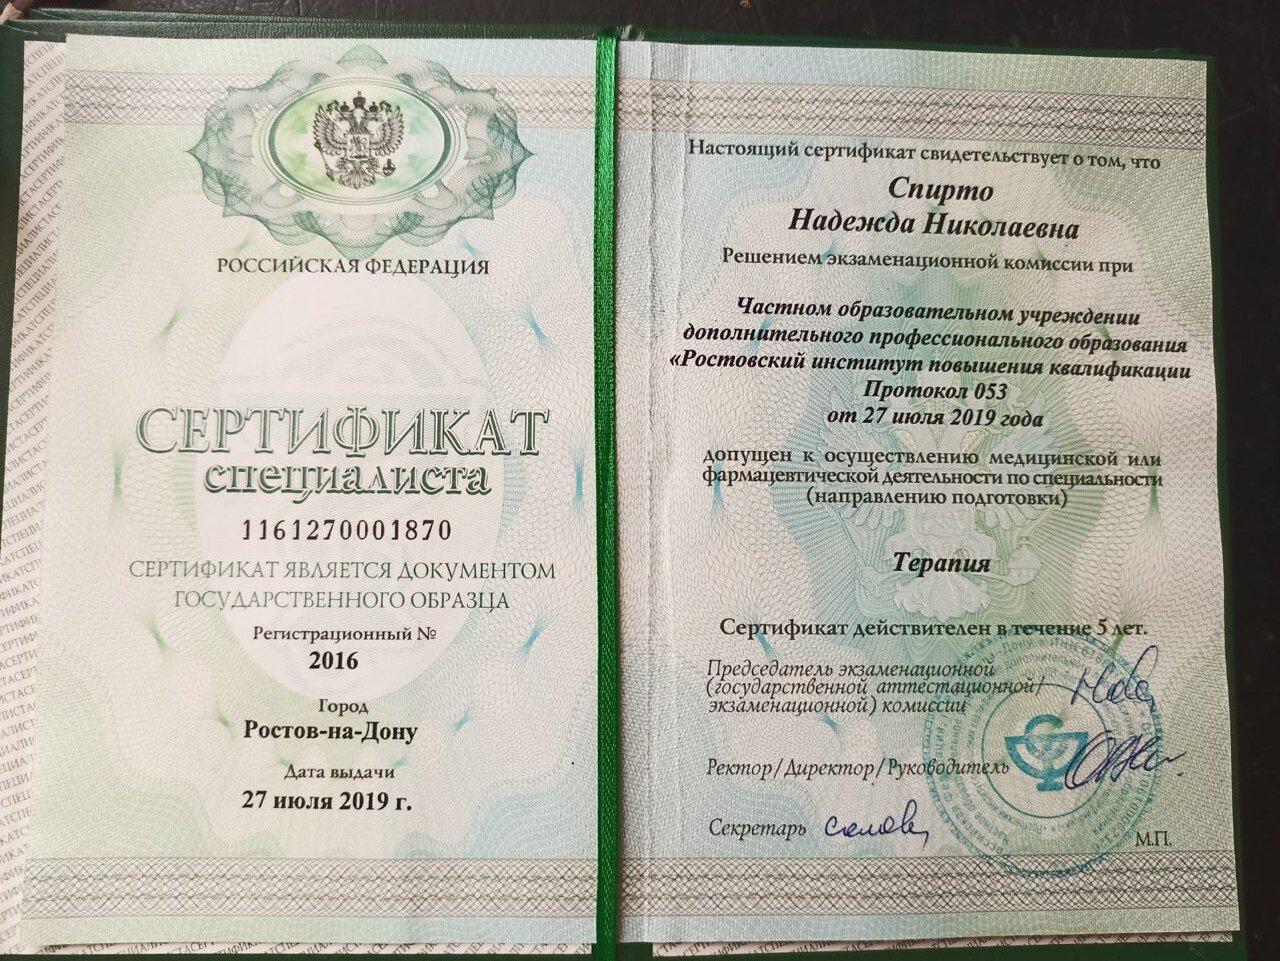 РОССИЙСКАЯ ФЕДЕРАЦИЯ
СЕРТИФИКАТ
специалиста
1161270001870
СЕРТИФИКАТ ЯВЛЯЕТСЯ ДОКУМЕНТОМ
ГОСУДАРСТВЕННОГО ОБРАЗЦА
Регистрационный №
2016
Город
Ростов-на-Дону
Дата выдачи
27 июля 2019 г.
Настоящий сертификат свидетельствует о том, что
Спирто
Надежда Николаевна
Решением экзаменационной комиссии при
Частном образовательном учреждении
дополнительного профессионального образования
«Ростовский институт повышения квалификации
Протокол 053
от 27 июля 2019 года
допущен к осуществлению медицинской или
фармацевтической деятельности по специальности
(направлению подготовки)
Терапия
Сертификат действителен в течение 5 лет.
Председатель экзаменационной
(государственной аттестационной/
экзаменационной) комиссии
Ректор/Директор/Руководитель
Секретарь
М.П.